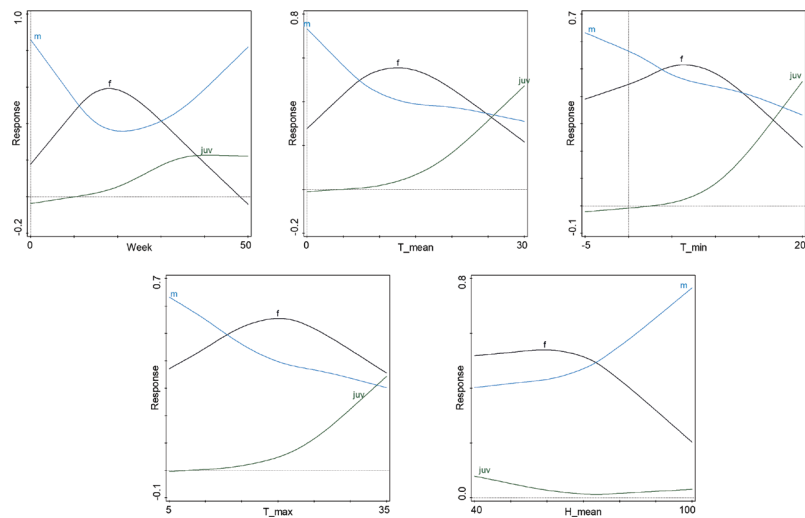 1.0
m
f
juv
Response
-0.2
0
Week
50
0.8
m
f
juv
Response
-0.2
0
T_mean
30
0.7
m
f
juv
Response
-0.1
-5
T_min
20
0.7
m
f
juv
Response
-0.1
5
T_max
35
0.8
m
f
juv
Response
0.0
40
H_mean
100